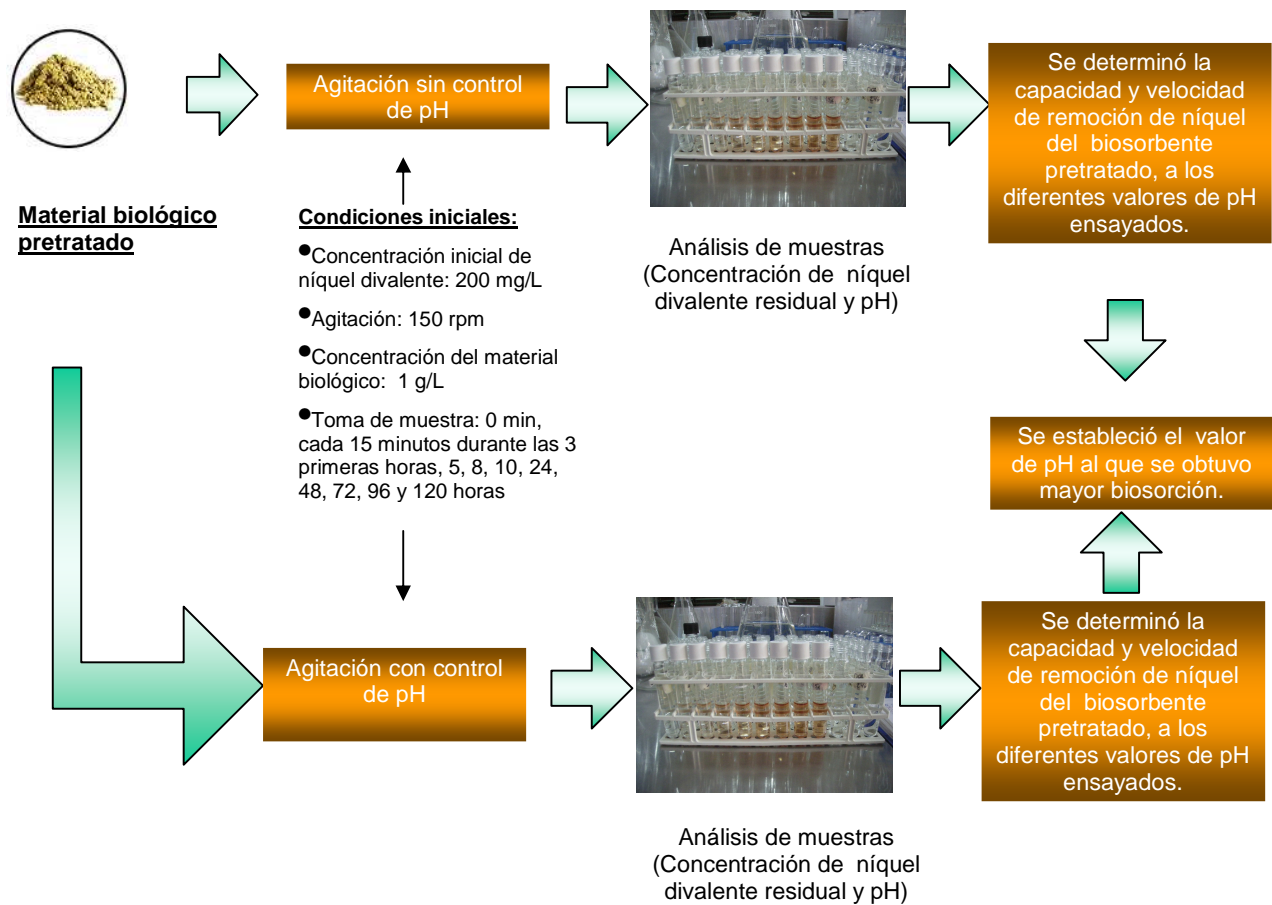 Material biológico
pretratado
Agitación sin control
de pH
Condiciones iniciales:
●Concentración inicial de
níquel divalente: 200 mg/L
●Agitación: 150 rpm
●Concentración del material
biológico: 1 g/L
●Toma de muestra: 0 min,
cada 15 minutos durante las 3
primeras horas, 5, 8, 10, 24,
48, 72, 96 y 120 horas
Análisis de muestras
(Concentración de níquel
divalente residual y pH)
Se determinó la
capacidad y velocidad
de remoción de níquel
del biosorbente
pretratado, a los
diferentes valores de pH
ensayados.
Se estableció el valor
de pH al que se obtuvo
mayor biosorción.
Agitación con control
de pH
Análisis de muestras
(Concentración de níquel
divalente residual y pH)
Se determinó la
capacidad y velocidad
de remoción de níquel
del biosorbente
pretratado, a los
diferentes valores de pH
ensayados.